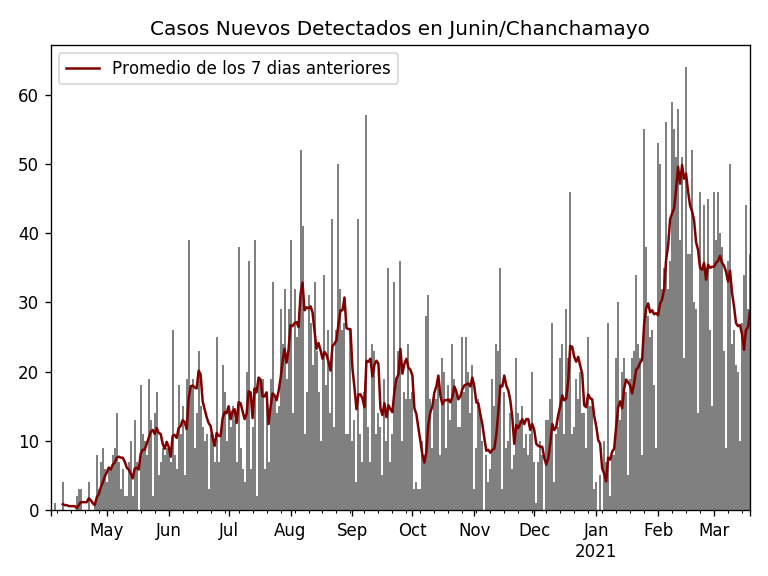 Casos Nuevos Detectados en Junin/Chanchamayo
Promedio de los 7 dias anteriores
60
50
40
30
20
10
0
May Jun Jul Aug Sep Oct Nov Dec Jan Feb Mar
2021